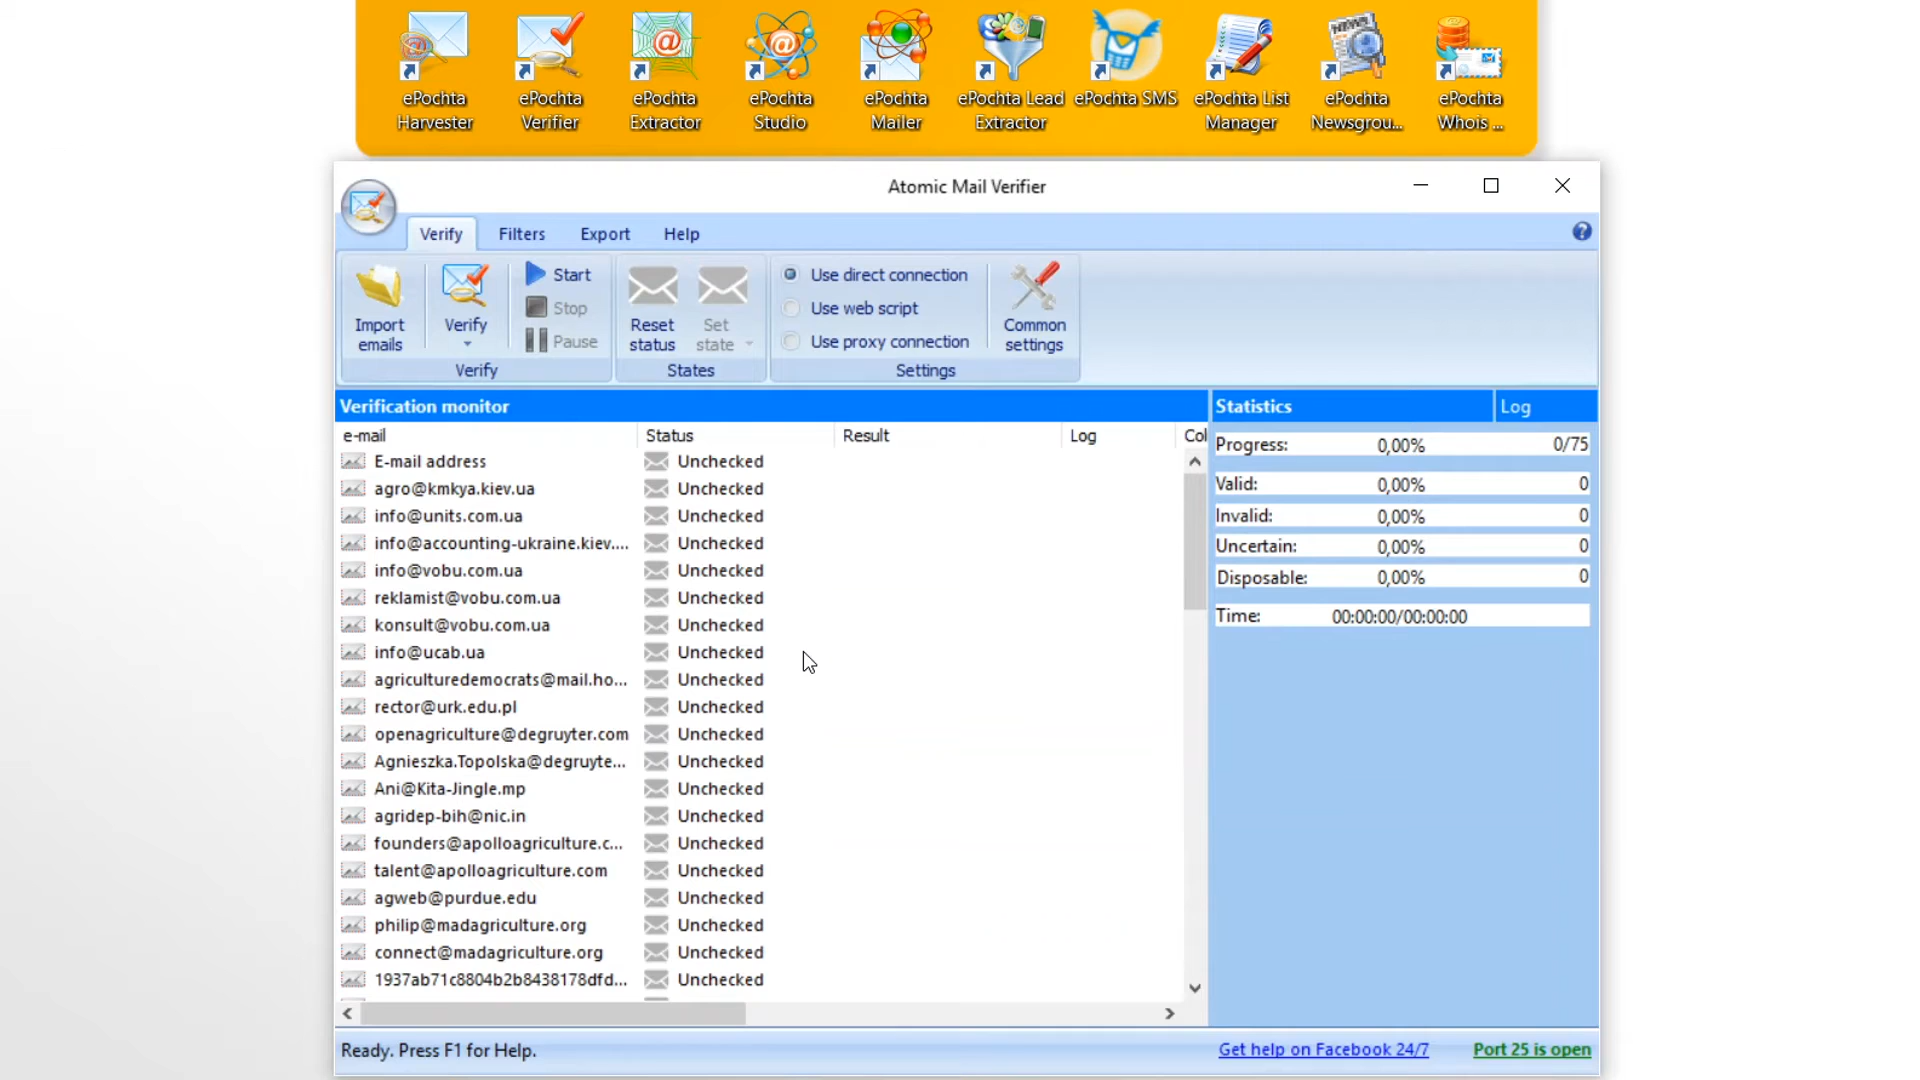 ePochta Harvester
ePochta Verifier
ePochta Extractor
ePochta Studio
ePochta Mailer
ePochta Lead Extractor
ePochta SMS
ePochta List Manager
ePochta Newsgrou...
ePochta Whois ...
Atomic Mail Verifier
Verify Filters Export Help
Import emails
Verify
Start
Stop
Pause
Verify
Reset status
Set state
States
Use direct connection
Use web script
Use proxy connection
Common settings
Settings
Verification monitor
e-mail Status Result Log Col
E-mail address Unchecked
agro@kmkya.kiev.ua Unchecked
info@units.com.ua Unchecked
info@accounting-ukraine.kiev.... Unchecked
info@vobu.com.ua Unchecked
reklamist@vobu.com.ua Unchecked
konsult@vobu.com.ua Unchecked
info@ucab.ua Unchecked
agriculturedemocrats@mail.ho... Unchecked
rector@urk.edu.pl Unchecked
openagriculture@degruyter.com Unchecked
Agnieszka.Topolska@degruyte... Unchecked
Ani@Kita-Jingle.mp Unchecked
agridep-bih@nic.in Unchecked
founders@apolloagriculture.c... Unchecked
talent@apolloagriculture.com Unchecked
agweb@purdue.edu Unchecked
philip@madagriculture.org Unchecked
connect@madagriculture.org Unchecked
1937ab71c8804b2b8438178dfd... Unchecked
Statistics Log
Progress: 0,00% 0/75
Valid: 0,00% 0
Invalid: 0,00% 0
Uncertain: 0,00% 0
Disposable: 0,00% 0
Time: 00:00:00/00:00:00
Ready. Press F1 for Help.
Get help on Facebook 24/7
Port 25 is open